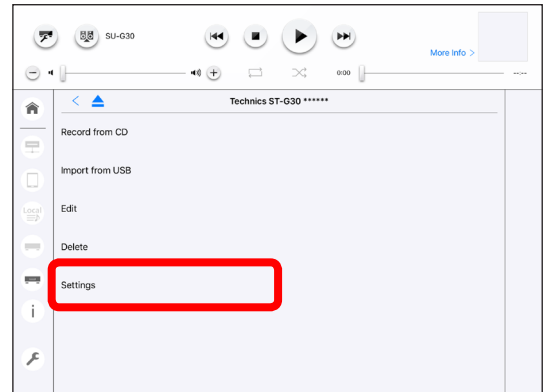 SU-G30
More Info >
0:00
--:--
Technics ST-G30 ******
Record from CD
Import from USB
Local
Edit
Delete
Settings
i